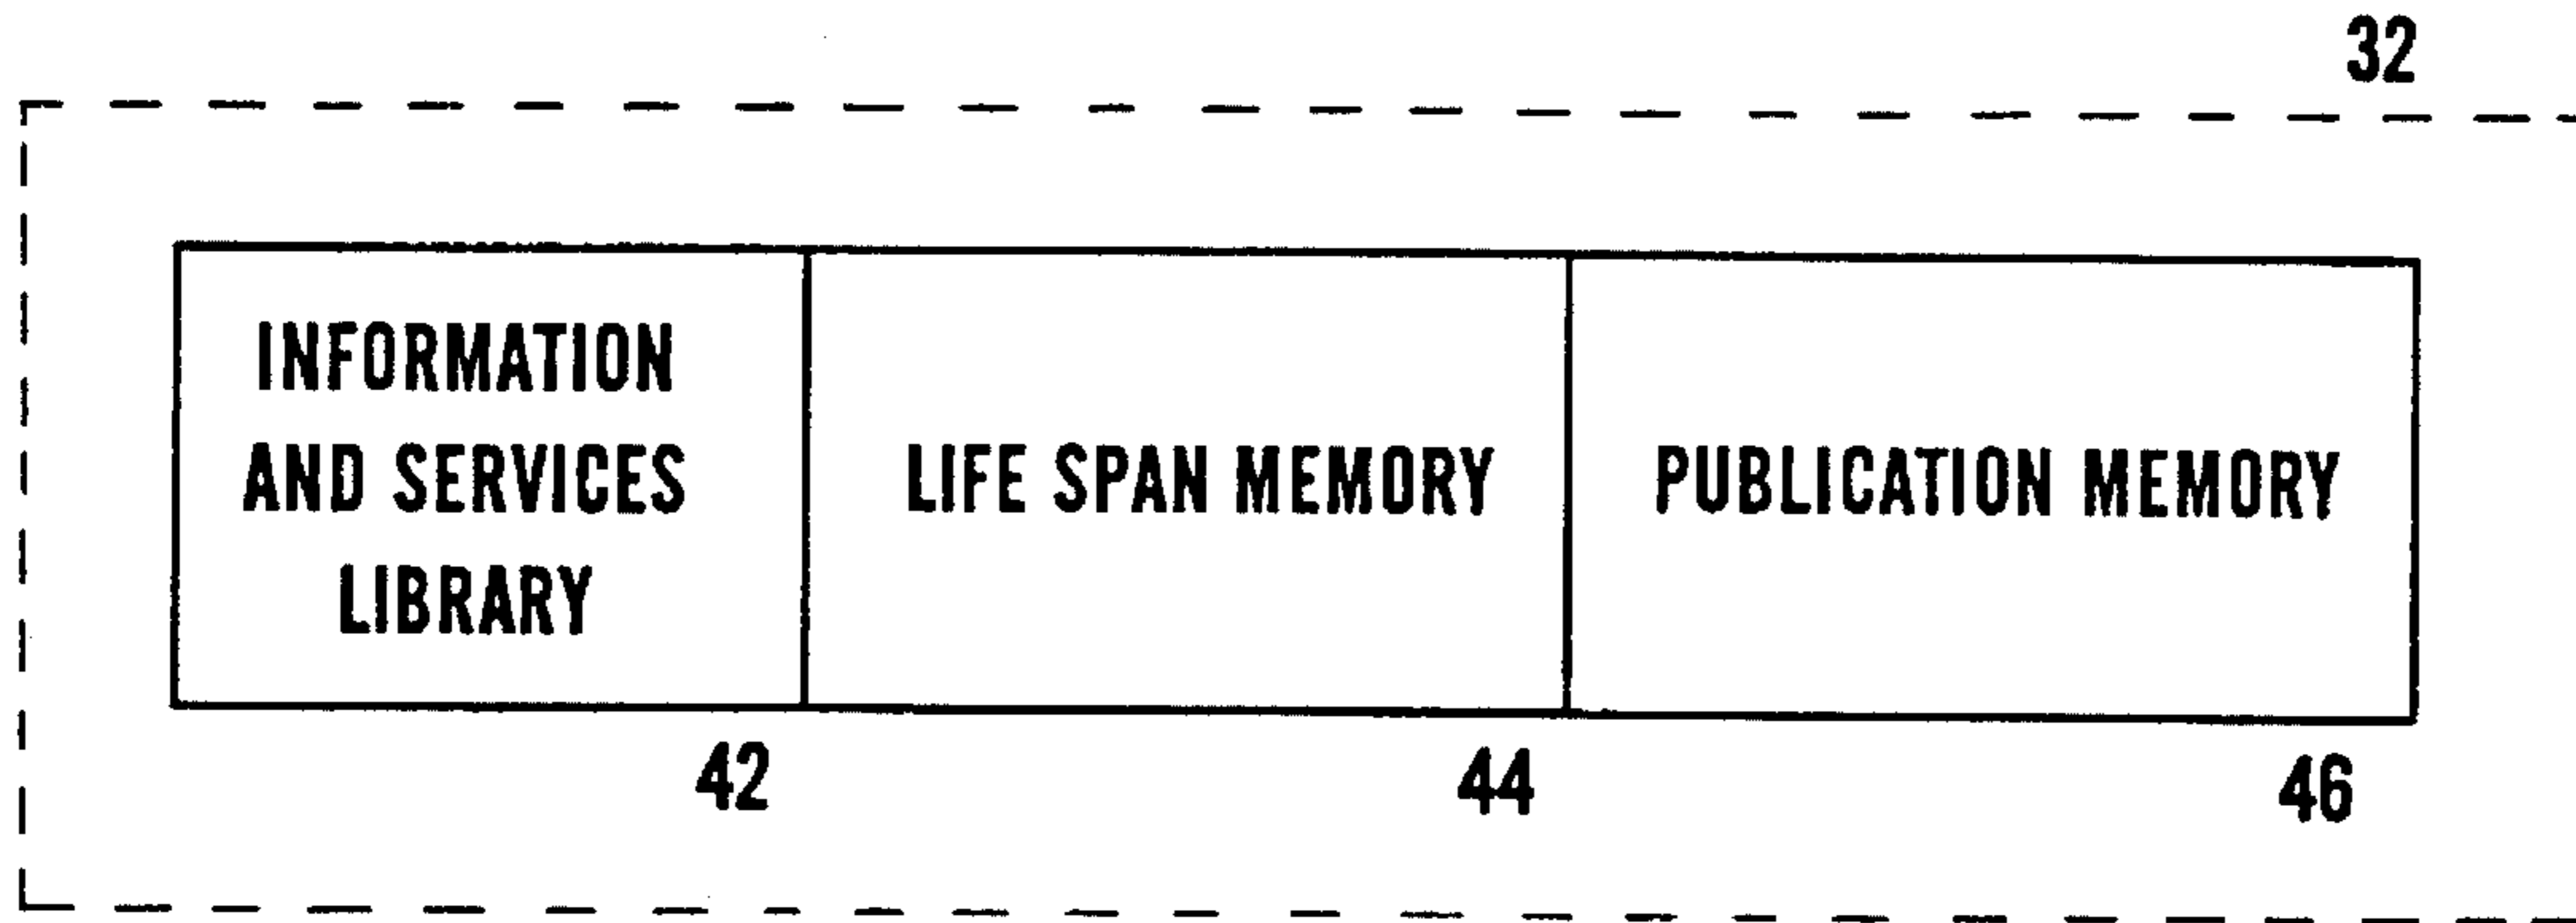 32
INFORMATION
AND SERVICES
LIBRARY
LIFE SPAN MEMORY
PUBLICATION MEMORY
42
44
46